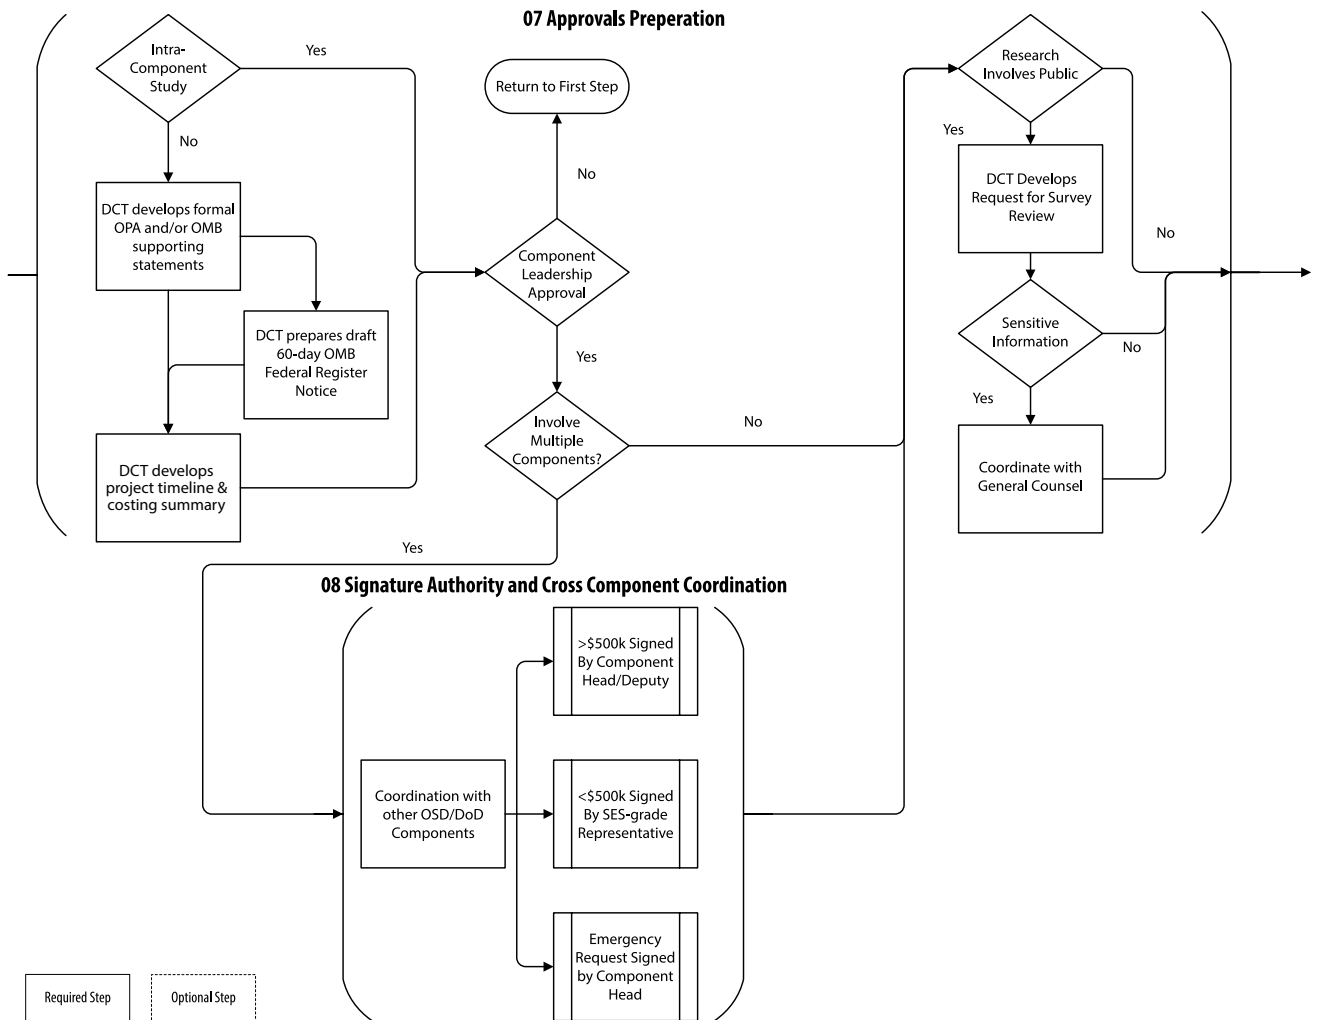 07 Approvals Preperation
Intra-
Component
Study
Yes
No
DCT develops formal
OPA and/or OMB
supporting
statements
DCT prepares draft
60-day OMB
Federal Register
Notice
DCT develops
project timeline &
costing summary
Return to First Step
No
Component
Leadership
Approval
Yes
Involve
Multiple
Components?
No
Yes
Research
Involves Public
Yes
No
DCT Develops
Request for Survey
Review
Sensitive
Information
No
Yes
Coordinate with
General Counsel
08 Signature Authority and Cross Component Coordination
Coordination with
other OSD/DoD
Components
>$500k Signed
By Component
Head/Deputy
<$500k Signed
By SES-grade
Representative
Emergency
Request Signed
by Component
Head
Required Step
Optional Step